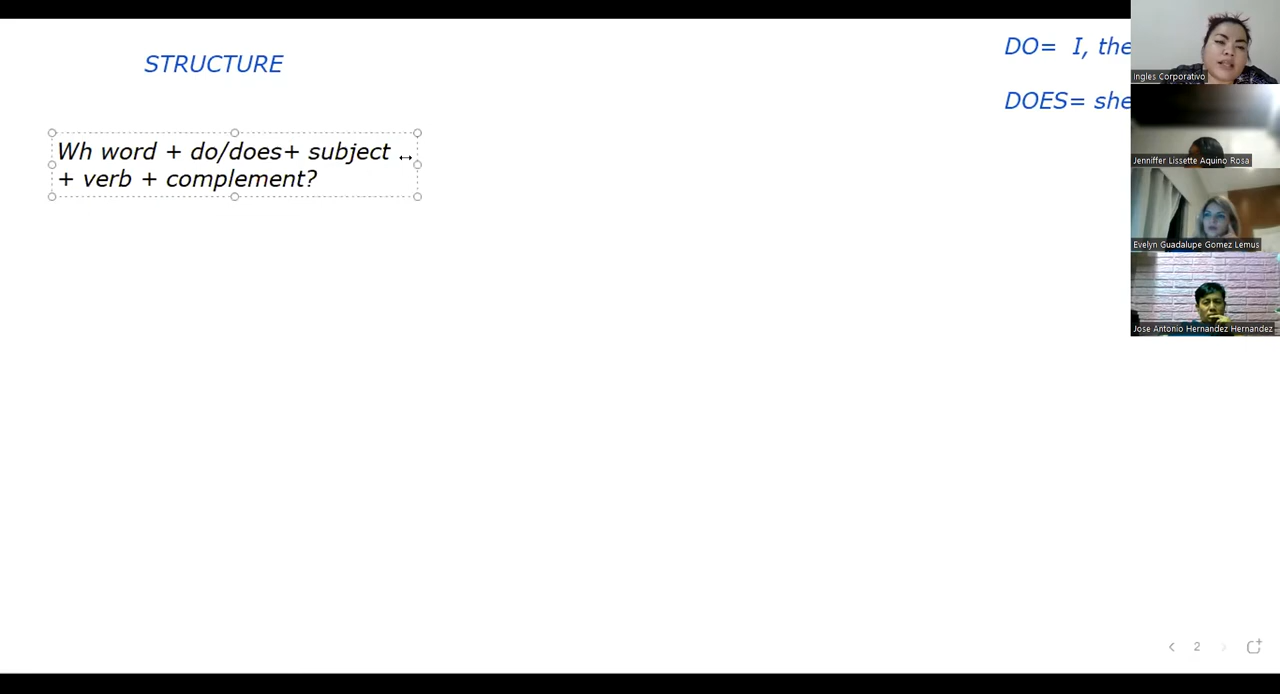 STRUCTURE
DO= I, the
DOES= she
Wh word + do/does+ subject
+ verb + complement?
Ingles Corporativo
Jenniffer Lissette Aquino Rosa
Evelyn Guadalupe Gomez Lemus
Jose Antonio Hernandez Hernandez
2